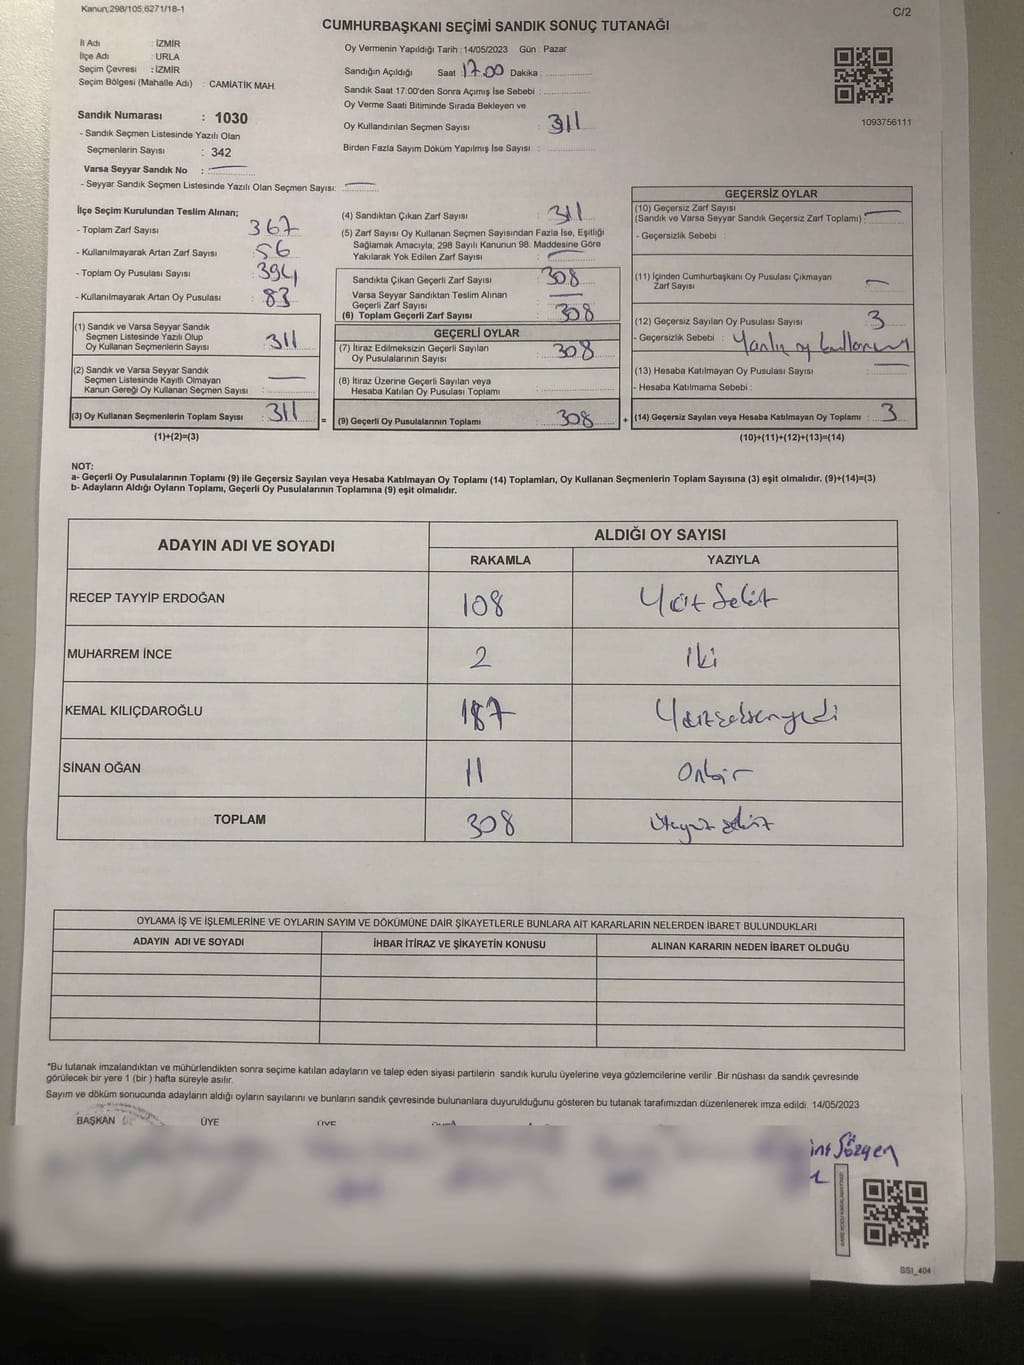 Kanun;298/105,6271/18-1
C/2
CUMHURBAŞKANI SEÇİMİ SANDIK SONUÇ TUTANAĞI
İl Adı : İZMİR
İlçe Adı : URLA
Seçim Çevresi : İZMİR
Seçim Bölgesi (Mahalle Adı) : CAMİATİK MAH.
Sandık Numarası : 1030
- Sandık Seçmen Listesinde Yazılı Olan
Seçmenlerin Sayısı : 342
Varsa Seyyar Sandık No :
- Seyyar Sandık Seçmen Listesinde Yazılı Olan Seçmen Sayısı:
Oy Vermenin Yapıldığı Tarih : 14/05/2023 Gün : Pazar
Sandığın Açıldığı Saat : 17.00 Dakika :
Sandık Saat 17:00'den Sonra Açımış İse Sebebi :
Oy Verme Saati Bitiminde Sırada Bekleyen ve
Oy Kullandırılan Seçmen Sayısı : 311
Birden Fazla Sayım Döküm Yapılmış İse Sayısı :
1093756111
İlçe Seçim Kurulundan Teslim Alınan;
- Toplam Zarf Sayısı : 367
- Kullanılmayarak Artan Zarf Sayısı : 56
- Toplam Oy Pusulası Sayısı : 394
- Kullanılmayarak Artan Oy Pusulası : 83
(1) Sandık ve Varsa Seyyar Sandık
Seçmen Listesinde Yazılı Olup
Oy Kullanan Seçmenlerin Sayısı : 311
(2) Sandık ve Varsa Seyyar Sandık
Seçmen Listesinde Kayıtlı Olmayan
Kanun Gereği Oy Kullanan Seçmen Sayısı :
(3) Oy Kullanan Seçmenlerin Toplam Sayısı : 311
(1)+(2)=(3)
(4) Sandıktan Çıkan Zarf Sayısı : 311
(5) Zarf Sayısı Oy Kullanan Seçmen Sayısından Fazla İse, Eşitliği
Sağlamak Amacıyla, 298 Sayılı Kanunun 98. Maddesine Göre
Yakılarak Yok Edilen Zarf Sayısı :
Sandıkta Çıkan Geçerli Zarf Sayısı : 308
Varsa Seyyar Sandıktan Teslim Alınan
Geçerli Zarf Sayısı :
(6) Toplam Geçerli Zarf Sayısı : 308
GEÇERLİ OYLAR
(7) İtiraz Edilmeksizin Geçerli Sayılan
Oy Pusulalarının Sayısı : 308
(8) İtiraz Üzerine Geçerli Sayılan veya
Hesaba Katılan Oy Pusulası Toplamı :
= (9) Geçerli Oy Pusulalarının Toplamı : 308 +
GEÇERSİZ OYLAR
(10) Geçersiz Zarf Sayısı
(Sandık ve Varsa Seyyar Sandık Geçersiz Zarf Toplamı) :
- Geçersizlik Sebebi :
(11) İçinden Cumhurbaşkanı Oy Pusulası Çıkmayan
Zarf Sayısı :
(12) Geçersiz Sayılan Oy Pusulası Sayısı : 3
- Geçersizlik Sebebi : Yanlış oy kullanımı
(13) Hesaba Katılmayan Oy Pusulası Sayısı :
- Hesaba Katılmama Sebebi :
(14) Geçersiz Sayılan veya Hesaba Katılmayan Oy Toplamı : 3
(10)+(11)+(12)+(13)=(14)
NOT:
a- Geçerli Oy Pusulalarının Toplamı (9) ile Geçersiz Sayılan veya Hesaba Katılmayan Oy Toplamı (14) Toplamları, Oy Kullanan Seçmenlerin Toplam Sayısına (3) eşit olmalıdır. (9)+(14)=(3)
b- Adayların Aldığı Oyların Toplamı, Geçerli Oy Pusulalarının Toplamına (9) eşit olmalıdır.
ADAYIN ADI VE SOYADI ALDIĞI OY SAYISI
RAKAMLA YAZIYLA
RECEP TAYYİP ERDOĞAN 108 Yüz Sekiz
MUHARREM İNCE 2 iki
KEMAL KILIÇDAROĞLU 187 Yüzseksenyedi
SİNAN OĞAN 11 Onbir
TOPLAM 308 üçyüz sekiz
OYLAMA İŞ VE İŞLEMLERİNE VE OYLARIN SAYIM VE DÖKÜMÜNE DAİR ŞİKAYETLERLE BUNLARA AİT KARARLARIN NELERDEN İBARET BULUNDUKLARI
ADAYIN ADI VE SOYADI İHBAR İTİRAZ VE ŞİKAYETİN KONUSU ALINAN KARARIN NEDEN İBARET OLDUĞU
*Bu tutanak imzalandıktan ve mühürlendikten sonra seçime katılan adayların ve talep eden siyasi partilerin sandık kurulu üyelerine veya gözlemcilerine verilir .Bir nüshası da sandık çevresinde
görülecek bir yere 1 (bir ) hafta süreyle asılır.
Sayım ve döküm sonucunda adayların aldığı oyların sayılarını ve bunların sandık çevresinde bulunanlara duyurulduğunu gösteren bu tutanak tarafımızdan düzenlenerek imza edildi. 14/05/2023
BAŞKAN ÜYE ÜYE
Sözgen
SSI_404